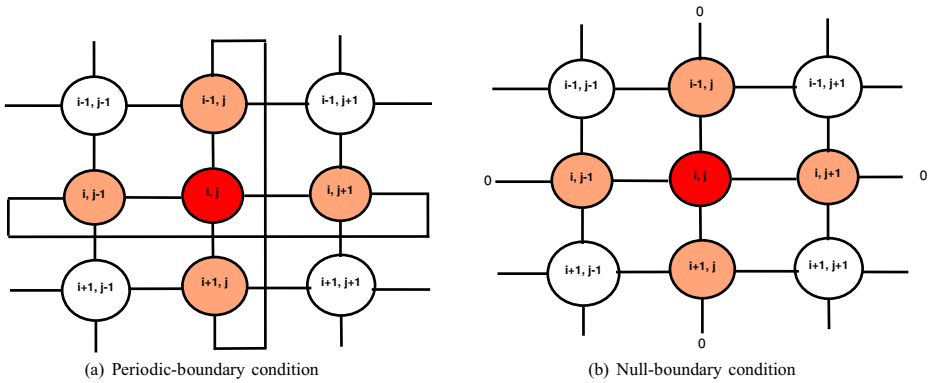 0
i-1, j-1
i-1, j
i-1, j+1
i, j-1
i, j
i, j+1
i+1, j-1
i+1, j
i+1, j+1
(a) Periodic-boundary condition
i-1, j-1
i-1, j
i-1, j+1
0
i, j-1
i, j
i, j+1
0
i+1, j-1
i+1, j
i+1, j+1
0
(b) Null-boundary condition